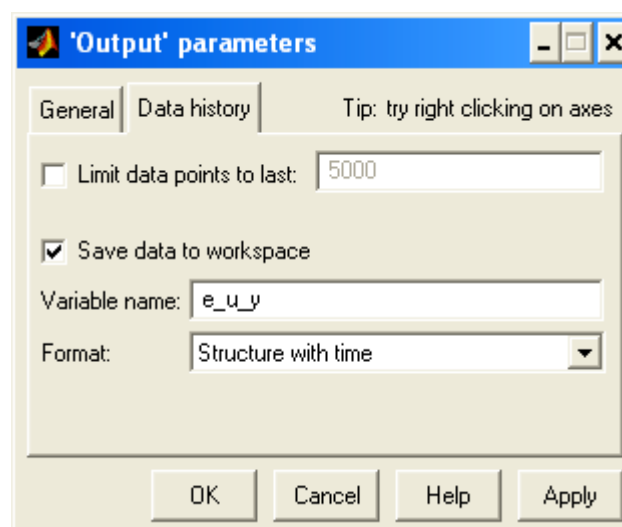 'Output' parameters
General Data history Tip: try right clicking on axes
Limit data points to last: 5000
Save data to workspace
Variable name: e_u_y
Format: Structure with time
OK Cancel Help Apply